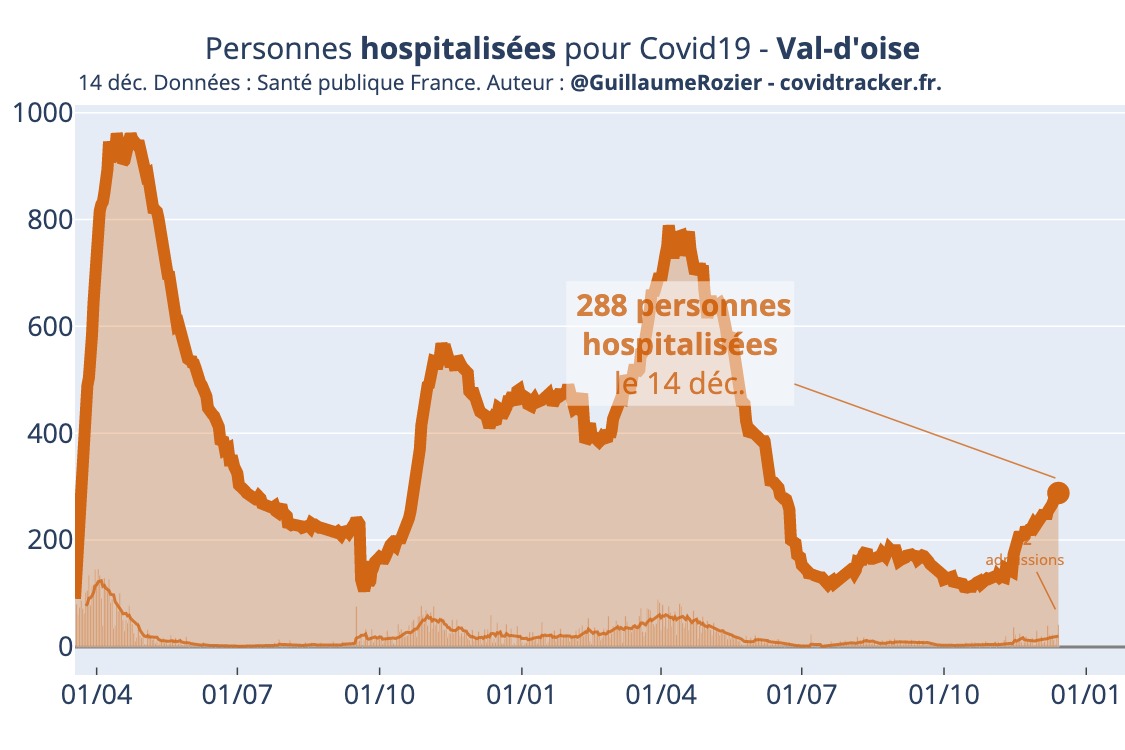 Personnes hospitalisées pour Covid19 - Val-d'oise
14 déc. Données : Santé publique France. Auteur : @GuillaumeRozier - covidtracker.fr.
1000
800
600
400
200
0
288 personnes
hospitalisées
le 14 déc.
admissions
01/04
01/07
01/10
01/01
01/04
01/07
01/10
01/01